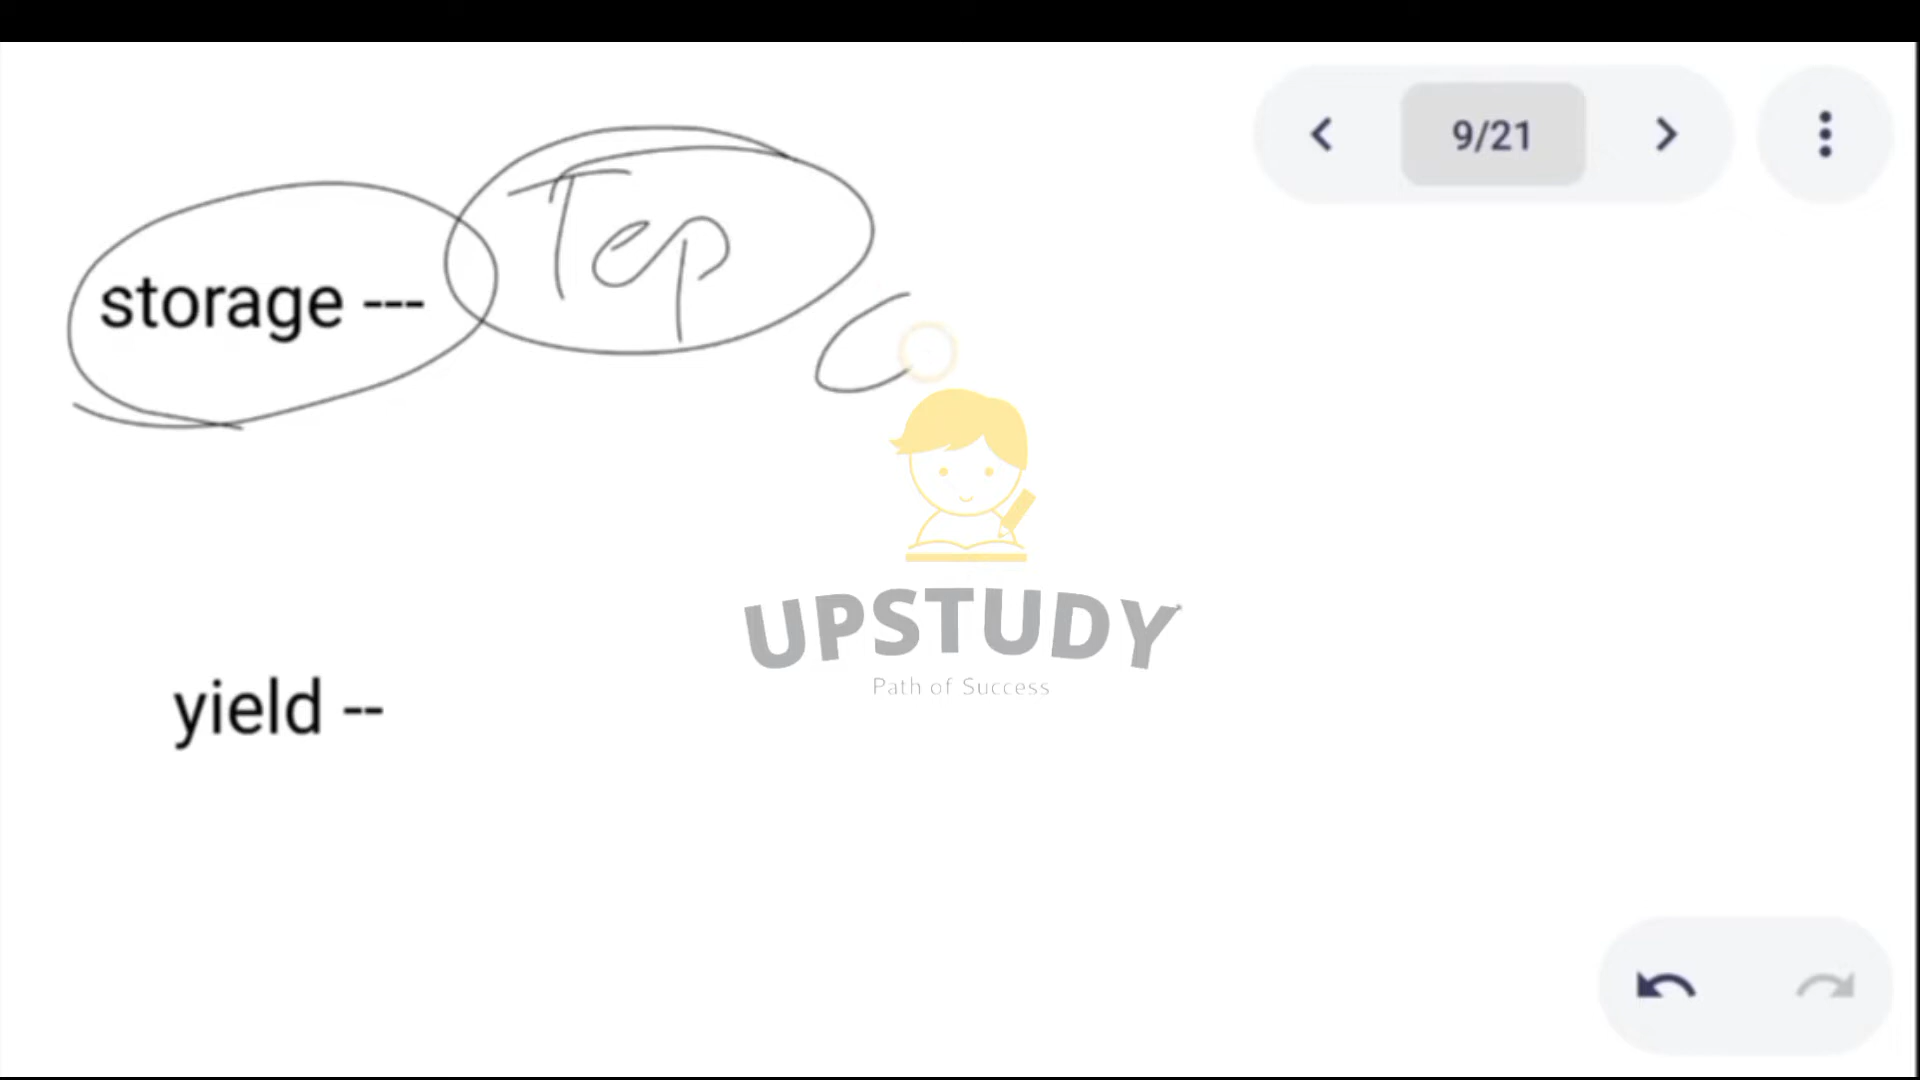 9/21
Tep
storage ---
UPSTUDY
Path of Success
yield --